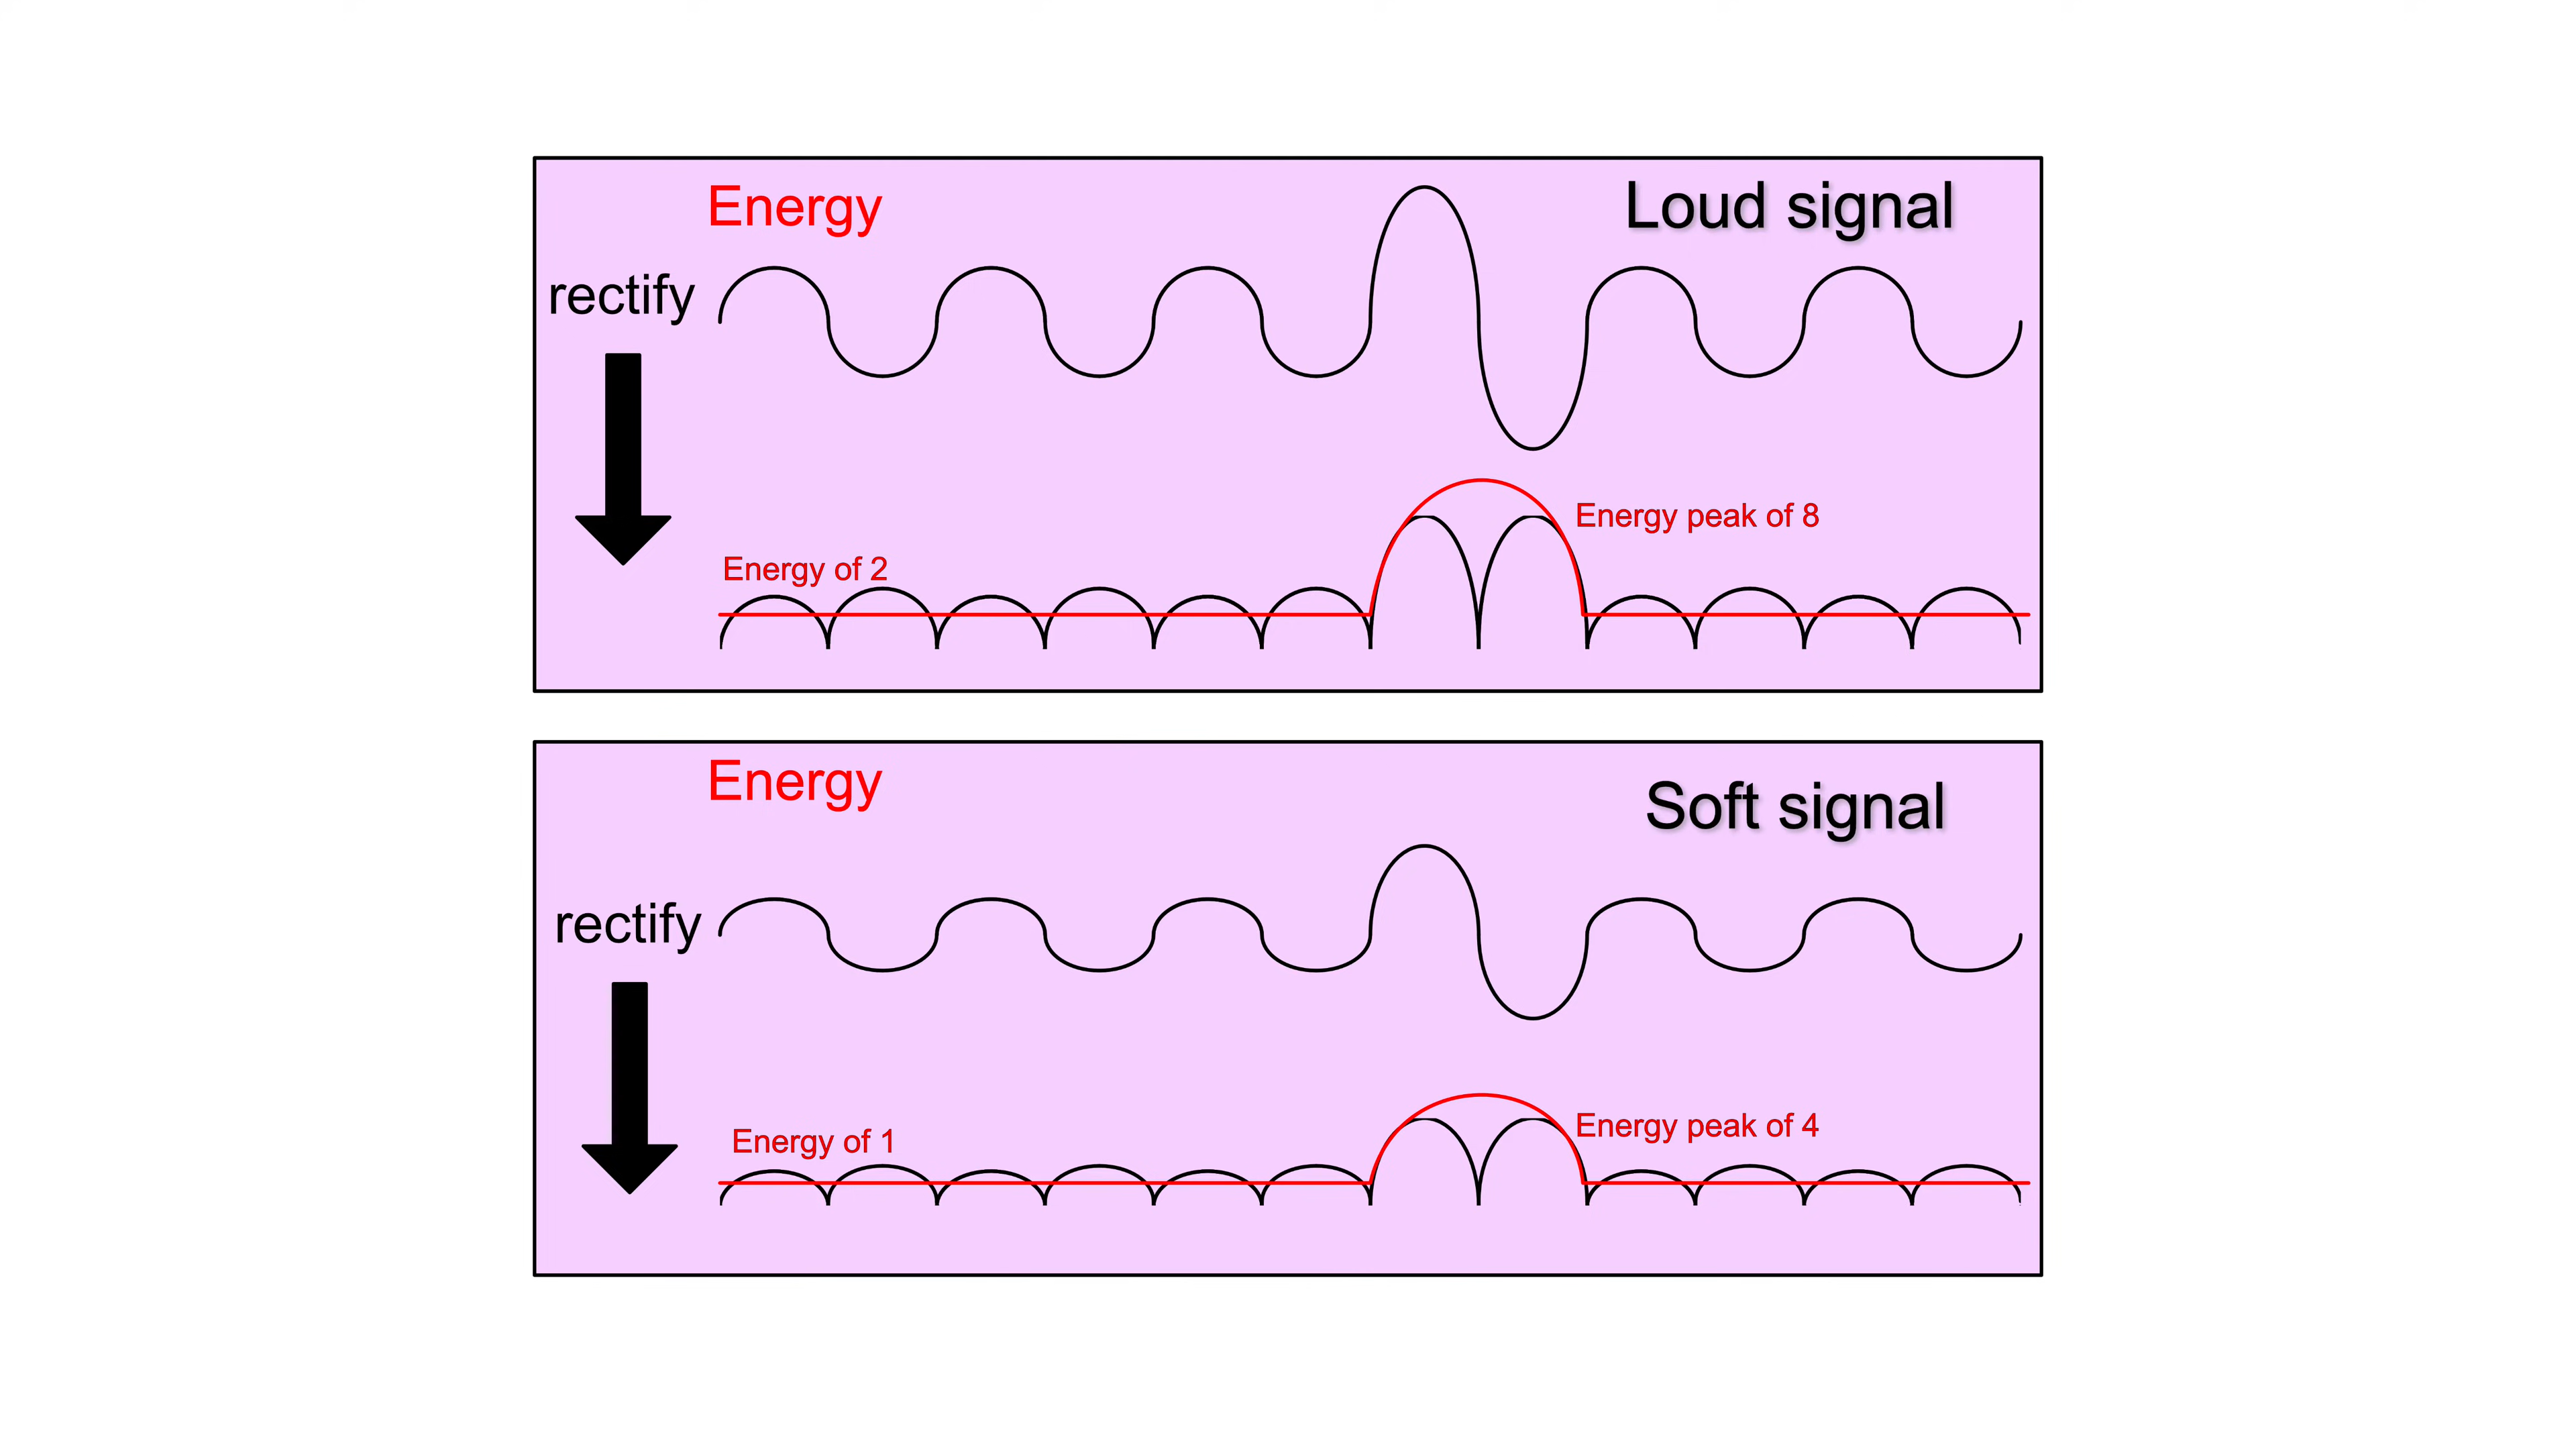 Energy
Loud signal
rectify
Energy peak of 8
Energy of 2
Energy
Soft signal
rectify
Energy peak of 4
Energy of 1